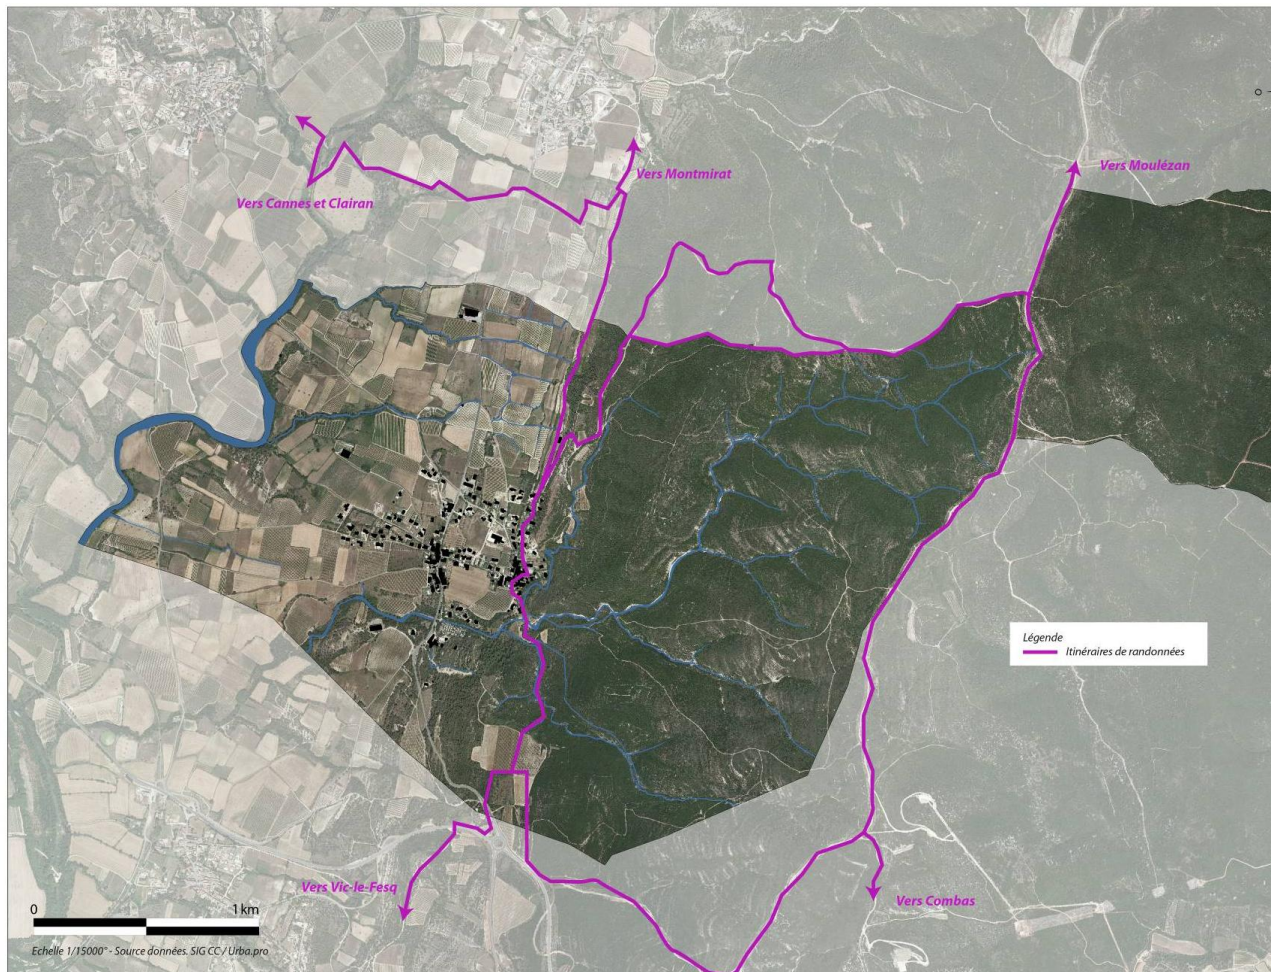 Vers Montmirat
Vers Moulézan
Vers Cannes et Clairan
Légende
Itinéraires de randonnées
Vers Vic-le-Fesq
Vers Combas
0 1 km
Echelle 1/15000° - Source données. SIG CC / Urba.pro